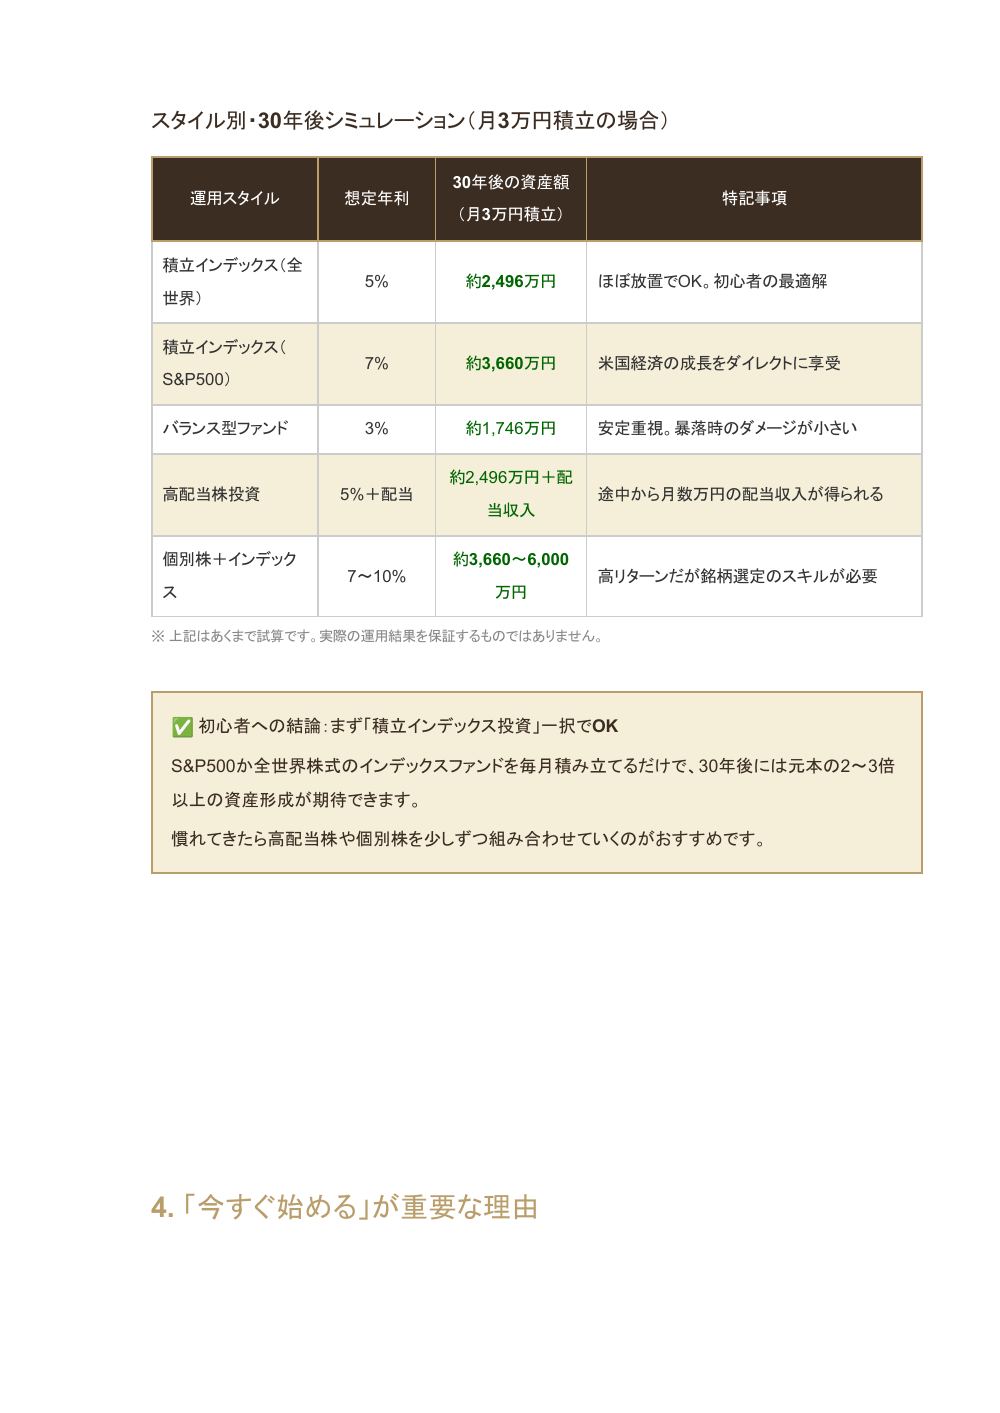 スタイル別・30年後シミュレーション（月3万円積立の場合）
運用スタイル
想定年利
30年後の資産額
（月3万円積立）
特記事項
積立インデックス（全
世界）
5%
約2,496万円
ほぼ放置でOK。初心者の最適解
積立インデックス（
S&P500）
7%
約3,660万円
米国経済の成長をダイレクトに享受
バランス型ファンド
3%
約1,746万円
安定重視。暴落時のダメージが小さい
高配当株投資
5%＋配当
約2,496万円＋配
当収入
途中から月数万円の配当収入が得られる
個別株＋インデック
ス
7〜10%
約3,660〜6,000
万円
高リターンだが銘柄選定のスキルが必要
※ 上記はあくまで試算です。実際の運用結果を保証するものではありません。
✅ 初心者への結論：まず「積立インデックス投資」一択でOK
S&P500か全世界株式のインデックスファンドを毎月積み立てるだけで、30年後には元本の2〜3倍
以上の資産形成が期待できます。
慣れてきたら高配当株や個別株を少しずつ組み合わせていくのがおすすめです。
4. 「今すぐ始める」が重要な理由